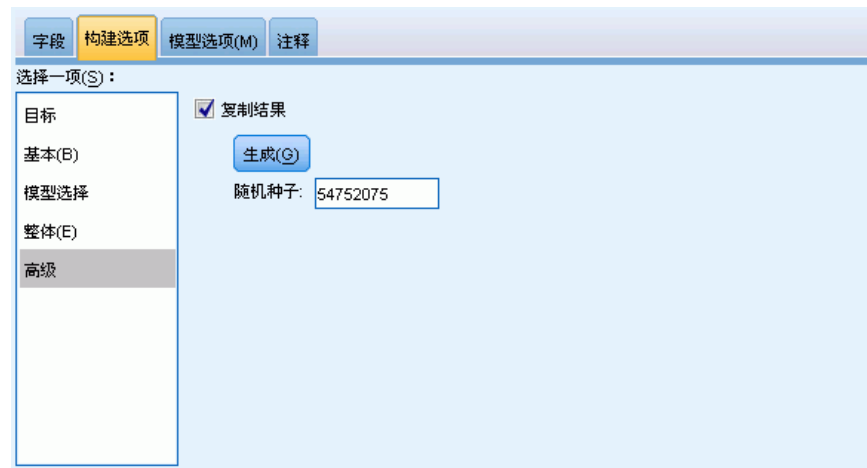 字段 构建选项 模型选项(M) 注释
选择一项(S)：
目标
基本(B)
模型选择
整体(E)
高级
复制结果
生成(G)
随机种子: 54752075